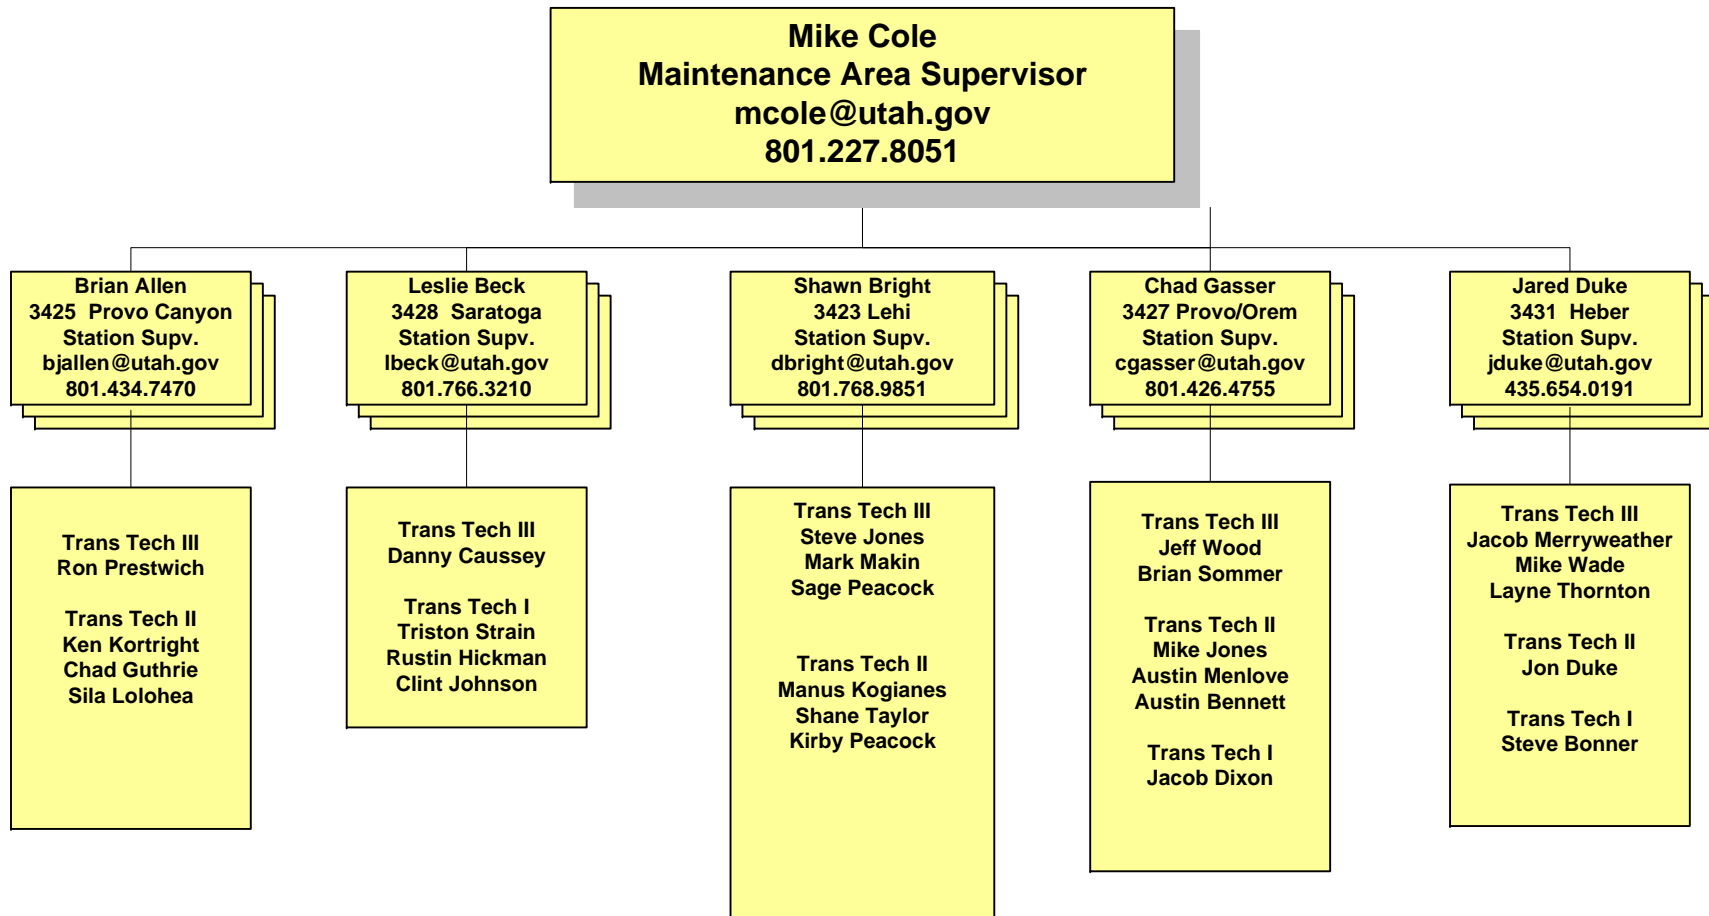 Mike Cole
Maintenance Area Supervisor
mcole@utah.gov
801.227.8051
Brian Allen
3425 Provo Canyon
Station Supv.
bjallen@utah.gov
801.434.7470
Leslie Beck
3428 Saratoga
Station Supv.
lbeck@utah.gov
801.766.3210
Shawn Bright
3423 Lehi
Station Supv.
dbright@utah.gov
801.768.9851
Chad Gasser
3427 Provo/Orem
Station Supv.
cgasser@utah.gov
801.426.4755
Jared Duke
3431 Heber
Station Supv.
jduke@utah.gov
435.654.0191
Trans Tech III
Ron Prestwich
Trans Tech II
Ken Kortright
Chad Guthrie
Sila Lolohea
Trans Tech III
Danny Caussey
Trans Tech I
Triston Strain
Rustin Hickman
Clint Johnson
Trans Tech III
Steve Jones
Mark Makin
Sage Peacock
Trans Tech II
Manus Kogianes
Shane Taylor
Kirby Peacock
Trans Tech III
Jeff Wood
Brian Sommer
Trans Tech II
Mike Jones
Austin Menlove
Austin Bennett
Trans Tech I
Jacob Dixon
Trans Tech III
Jacob Merryweather
Mike Wade
Layne Thornton
Trans Tech II
Jon Duke
Trans Tech I
Steve Bonner